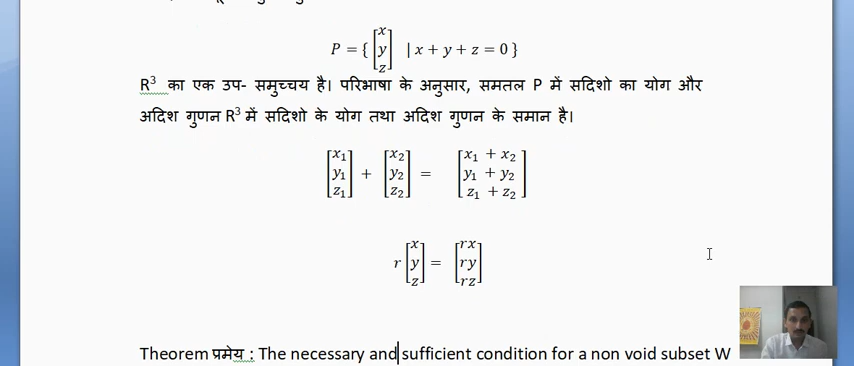 P = { [x y z] | x + y + z = 0 }
R³ का एक उप- समुच्चय है। परिभाषा के अनुसार, समतल P में सदिशो का योग और
अदिश गुणन R³ में सदिशो के योग तथा अदिश गुणन के समान है।
[x₁ y₁ z₁] + [x₂ y₂ z₂] = [x₁ + x₂ y₁ + y₂ z₁ + z₂]
r [x y z] = [rx ry rz]
Theorem प्रमेय : The necessary and sufficient condition for a non void subset W